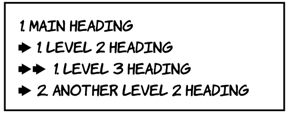 1. MAIN HEADING
➧ 1 LEVEL 2 HEADING
➧➧ 1 LEVEL 3 HEADING
➧ 2. ANOTHER LEVEL 2 HEADING